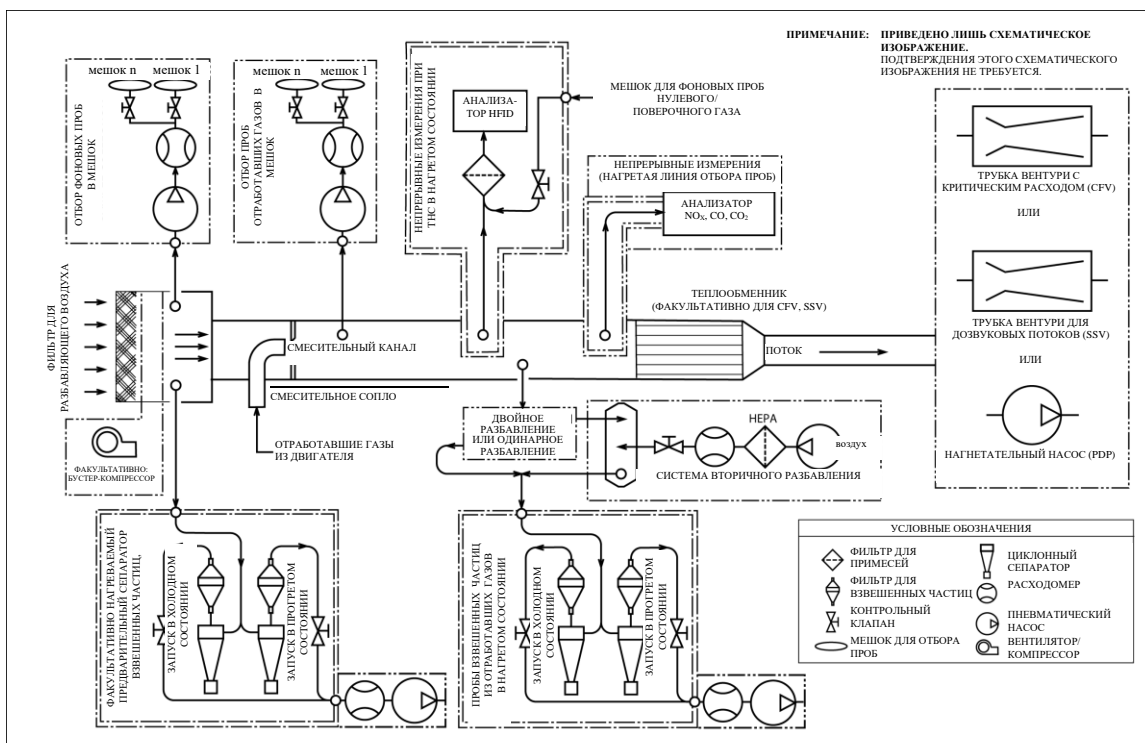 ПРИМЕЧАНИЕ: ПРИВЕДЕНО ЛИШЬ СХЕМАТИЧЕСКОЕ
ИЗОБРАЖЕНИЕ.
ПОДТВЕРЖДЕНИЯ ЭТОГО СХЕМАТИЧЕСКОГО
ИЗОБРАЖЕНИЯ НЕ ТРЕБУЕТСЯ.
мешок n мешок 1
ОТБОР ФОНОВЫХ ПРОБ
В МЕШОК
мешок n мешок 1
ОТБОР ПРОБ
ОТРАБОТАВШИХ ГАЗОВ В
МЕШОК
НЕПРЕРЫВНЫЕ ИЗМЕРЕНИЯ ПРИ
ТНС В НАГРЕТОМ СОСТОЯНИИ
АНАЛИЗА-
ТОР HFID
МЕШОК ДЛЯ ФОНОВЫХ ПРОБ
НУЛЕВОГО/
ПОВЕРОЧНОГО ГАЗА
НЕПРЕРЫВНЫЕ ИЗМЕРЕНИЯ
(НАГРЕТАЯ ЛИНИЯ ОТБОРА ПРОБ)
АНАЛИЗАТОР
NOX, CO, CO2
ТРУБКА ВЕНТУРИ С
КРИТИЧЕСКИМ РАСХОДОМ (CFV)
ИЛИ
ТРУБКА ВЕНТУРИ ДЛЯ
ДОЗВУКОВЫХ ПОТОКОВ (SSV)
ИЛИ
НАГНЕТАТЕЛЬНЫЙ НАСОС (PDP)
ФИЛЬТР ДЛЯ
РАЗБАВЛЯЮЩЕГО ВОЗДУХА
ТЕПЛООБМЕННИК
(ФАКУЛЬТАТИВНО ДЛЯ CFV, SSV)
СМЕСИТЕЛЬНЫЙ КАНАЛ
ПОТОК
СМЕСИТЕЛЬНОЕ СОПЛО
ОТРАБОТАВШИЕ ГАЗЫ
ИЗ ДВИГАТЕЛЯ
ФАКУЛЬТАТИВНО:
БУСТЕР-КОМПРЕССОР
ДВОЙНОЕ
РАЗБАВЛЕНИЕ
ИЛИ ОДИНАРНОЕ
РАЗБАВЛЕНИЕ
HEPA
воздух
СИСТЕМА ВТОРИЧНОГО РАЗБАВЛЕНИЯ
ФАКУЛЬТАТИВНО НАГРЕВАЕМЫЙ
ПРЕДВАРИТЕЛЬНЫЙ СЕПАРАТОР
ВЗВЕШЕННЫХ ЧАСТИЦ,
ЗАПУСК В ХОЛОДНОМ
СОСТОЯНИИ
ЗАПУСК В ПРОГРЕТОМ
СОСТОЯНИИ
ПРОБЫ ВЗВЕШЕННЫХ ЧАСТИЦ
ИЗ ОТРАБОТАВШИХ ГАЗОВ
В НАГРЕТОМ СОСТОЯНИИ
ЗАПУСК В ХОЛОДНОМ
СОСТОЯНИИ
ЗАПУСК В ПРОГРЕТОМ
СОСТОЯНИИ
УСЛОВНЫЕ ОБОЗНАЧЕНИЯ
ФИЛЬТР ДЛЯ
ПРИМЕСЕЙ
ФИЛЬТР ДЛЯ
ВЗВЕШЕННЫХ ЧАСТИЦ
КОНТРОЛЬНЫЙ
КЛАПАН
МЕШОК ДЛЯ ОТБОРА
ПРОБ
ЦИКЛОННЫЙ
СЕПАРАТОР
РАСХОДОМЕР
ПНЕВМАТИЧЕСКИЙ
НАСОС
ВЕНТИЛЯТОР/
КОМПРЕССОР